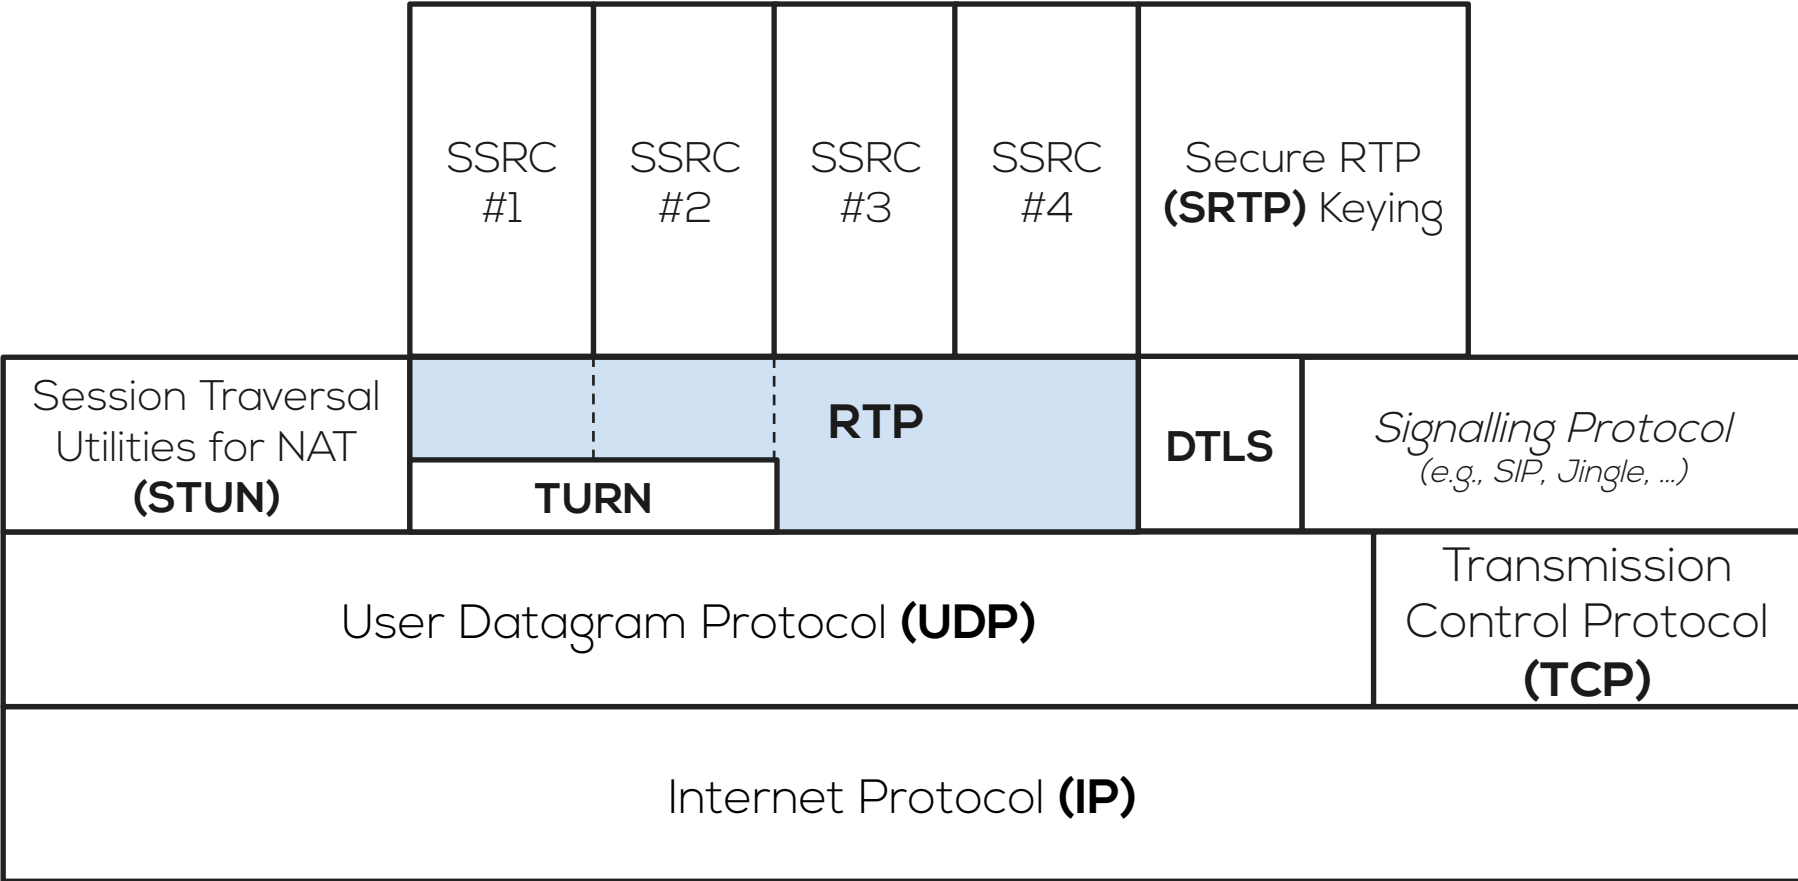 SSRC
#1
SSRC
#2
SSRC
#3
SSRC
#4
Secure RTP
(SRTP) Keying
Session Traversal
Utilities for NAT
(STUN)
RTP
TURN
DTLS
Signalling Protocol
(e.g., SIP, Jingle, ...)
User Datagram Protocol (UDP)
Transmission
Control Protocol
(TCP)
Internet Protocol (IP)